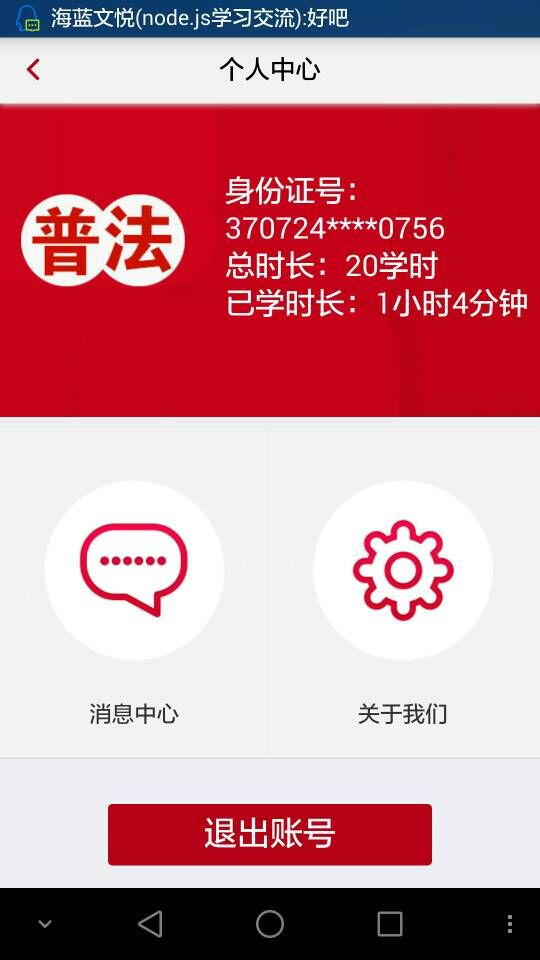 海蓝文悦(node.js学习交流):好吧
个人中心
普法
身份证号：
370724****0756
总时长：20学时
已学时长：1小时4分钟
消息中心
关于我们
退出账号